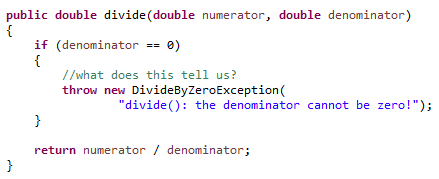 public double divide(double numerator, double denominator)
{
    if (denominator == 0)
    {
        //what does this tell us?
        throw new DivideByZeroException(
                "divide(): the denominator cannot be zero!");
    }

    return numerator / denominator;
}